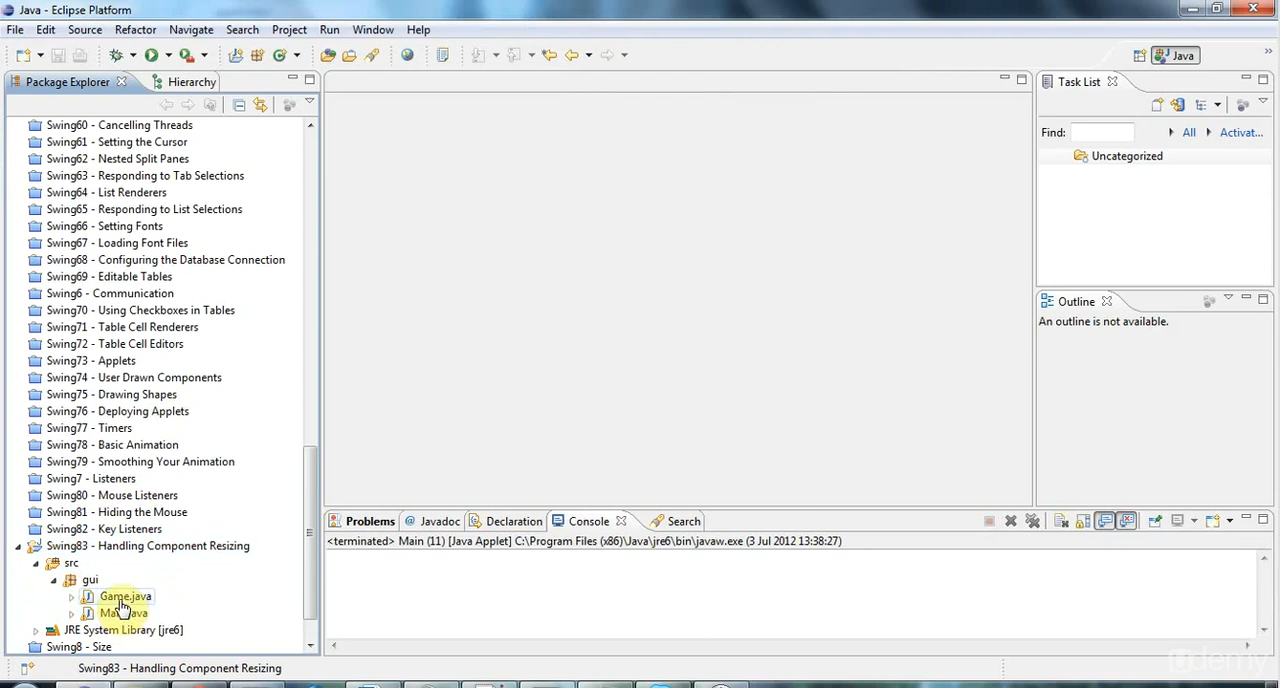 Java - Eclipse Platform
File Edit Source Refactor Navigate Search Project Run Window Help
Java
Package Explorer Hierarchy
Swing60 - Cancelling Threads
Swing61 - Setting the Cursor
Swing62 - Nested Split Panes
Swing63 - Responding to Tab Selections
Swing64 - List Renderers
Swing65 - Responding to List Selections
Swing66 - Setting Fonts
Swing67 - Loading Font Files
Swing68 - Configuring the Database Connection
Swing69 - Editable Tables
Swing6 - Communication
Swing70 - Using Checkboxes in Tables
Swing71 - Table Cell Renderers
Swing72 - Table Cell Editors
Swing73 - Applets
Swing74 - User Drawn Components
Swing75 - Drawing Shapes
Swing76 - Deploying Applets
Swing77 - Timers
Swing78 - Basic Animation
Swing79 - Smoothing Your Animation
Swing7 - Listeners
Swing80 - Mouse Listeners
Swing81 - Hiding the Mouse
Swing82 - Key Listeners
Swing83 - Handling Component Resizing
src
gui
Game.java
Main.java
JRE System Library [jre6]
Swing8 - Size
Task List
Find: All Activat...
Uncategorized
Outline
An outline is not available.
Problems @ Javadoc Declaration Console Search
<terminated> Main (11) [Java Applet] C:\Program Files (x86)\Java\jre6\bin\javaw.exe (3 Jul 2012 13:38:27)
Swing83 - Handling Component Resizing
udemy